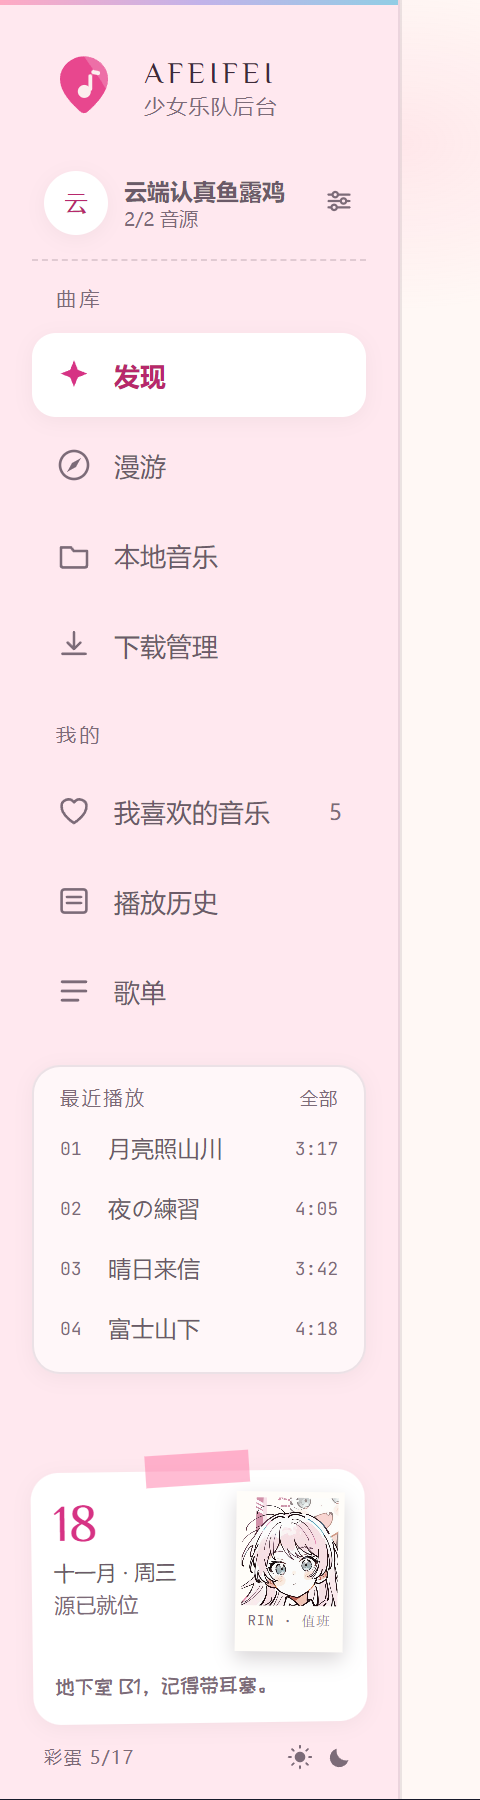 AFEIFEI
少女乐队后台
云
云端认真鱼露鸡
2/2 音源
曲库
发现
漫游
本地音乐
下载管理
我的
我喜欢的音乐 5
播放历史
歌单
最近播放 全部
01 月亮照山川 3:17
02 夜の練習 4:05
03 晴日来信 3:42
04 富士山下 4:18
18
十一月 · 周三
源已就位
RIN · 值班
地下室 B1，记得带耳塞。
彩蛋 5/17